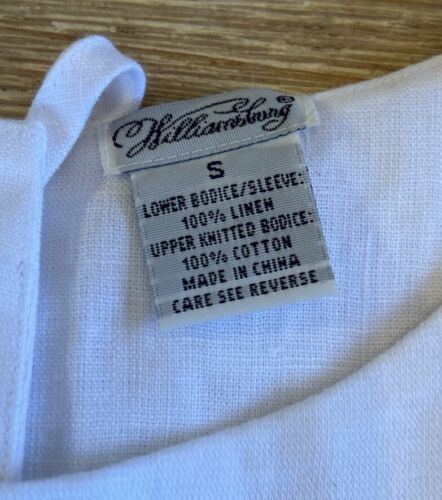 Williamsburg®
S
LOWER BODICE/SLEEVE:
100% LINEN
UPPER KNITTED BODICE:
100% COTTON
MADE IN CHINA
CARE SEE REVERSE